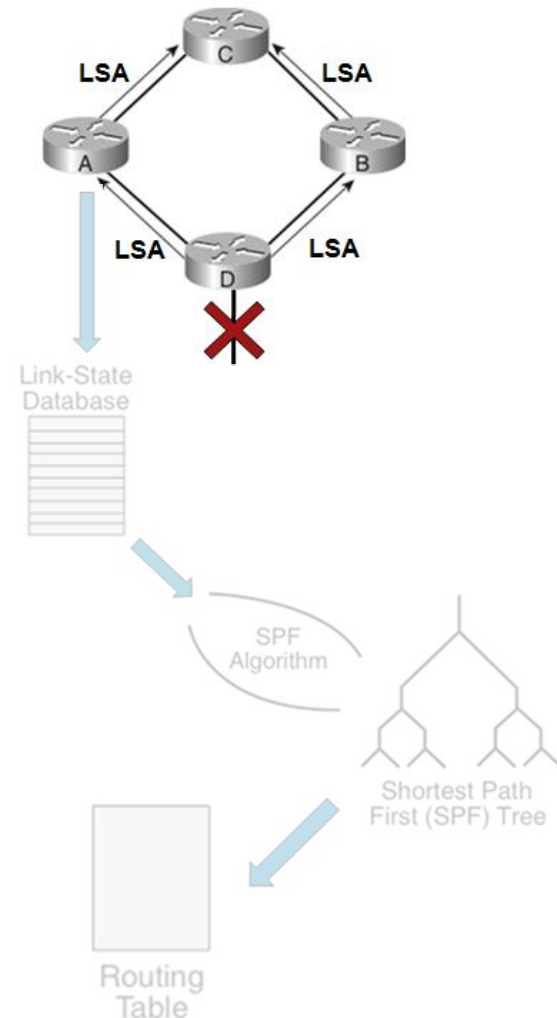 C
LSA
LSA
A
B
LSA
LSA
D
Link-State
Database
SPF
Algorithm
Shortest Path
First (SPF) Tree
Routing
Table